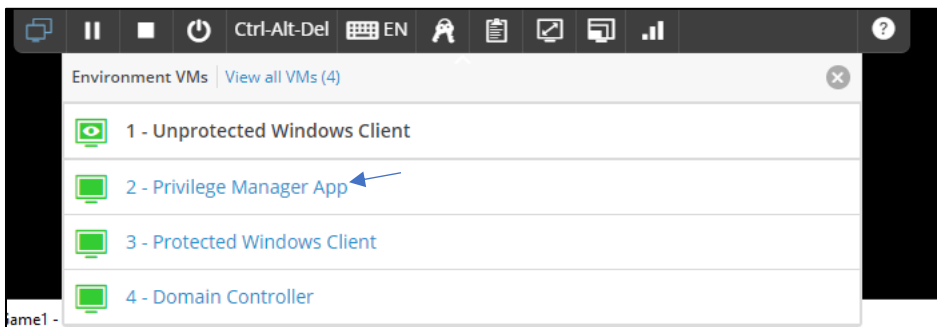 Ctrl-Alt-Del EN ?
Environment VMs View all VMs (4)
1 - Unprotected Windows Client
2 - Privilege Manager App
3 - Protected Windows Client
4 - Domain Controller
ame1 -